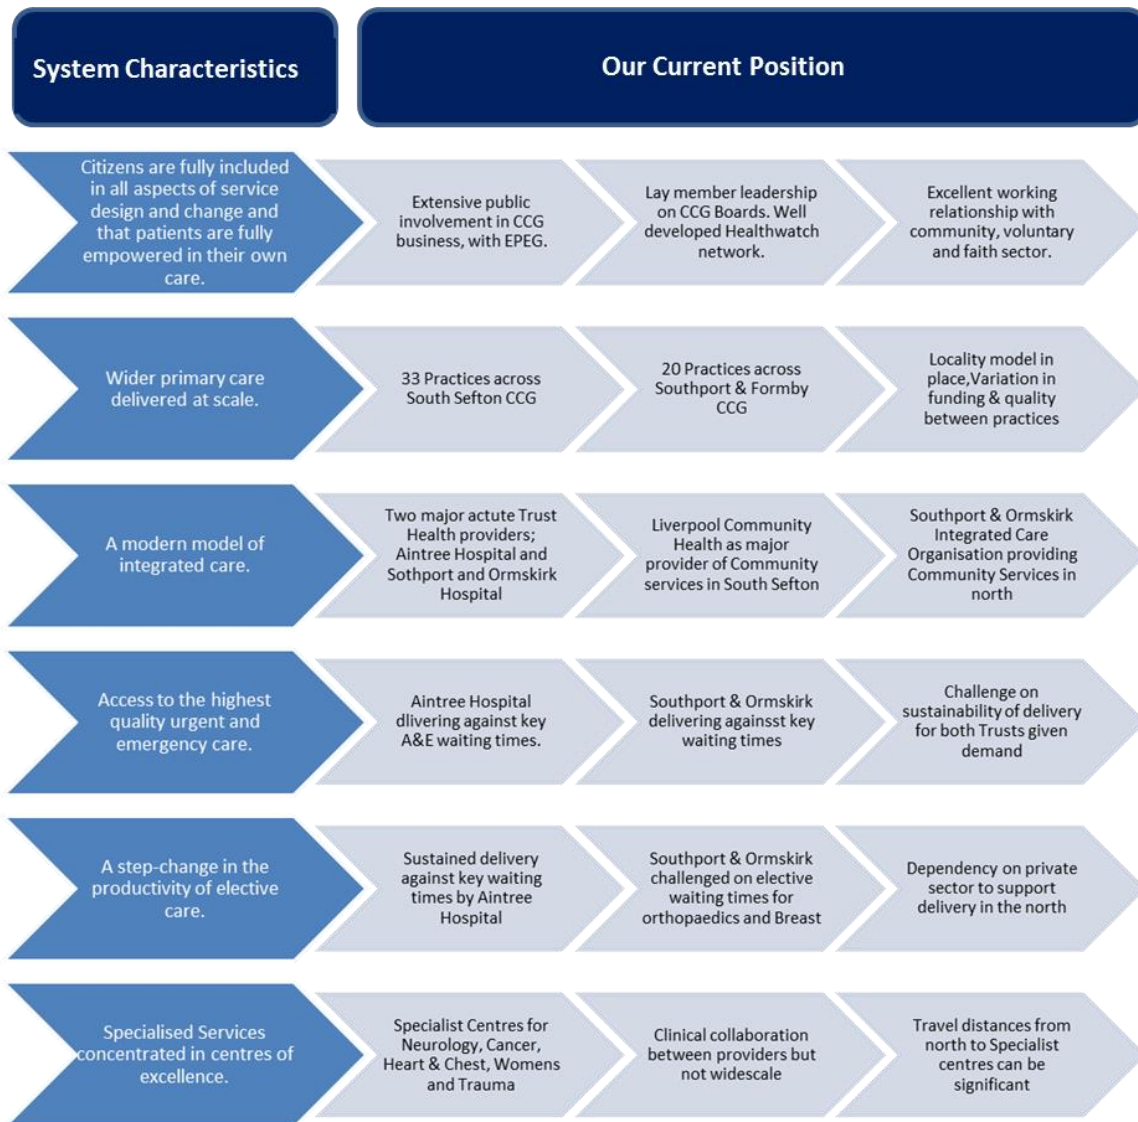 System Characteristics
Our Current Position
Citizens are fully included
in all aspects of service
design and change and
that patients are fully
empowered in their own
care.
Extensive public
involvement in CCG
business, with EPEG.
Lay member leadership
on CCG Boards. Well
developed Healthwatch
network.
Excellent working
relationship with
community, voluntary
and faith sector.
Wider primary care
delivered at scale.
33 Practices across
South Sefton CCG
20 Practices across
Southport & Formby
CCG
Locality model in
place,Variation in
funding & quality
between practices
A modern model of
integrated care.
Two major actute Trust
Health providers;
Aintree Hospital and
Sothport and Ormskirk
Hospital
Liverpool Community
Health as major
provider of Community
services in South Sefton
Southport & Ormskirk
Integrated Care
Organisation providing
Community Services in
north
Access to the highest
quality urgent and
emergency care.
Aintree Hospital
dlivering against key
A&E waiting times.
Southport & Ormskirk
delivering againsst key
waiting times
Challenge on
sustainability of delivery
for both Trusts given
demand
A step-change in the
productivity of elective
care.
Sustained delivery
against key waiting
times by Aintree
Hospital
Southport & Ormskirk
challenged on elective
waiting times for
orthopaedics and Breast
Dependency on private
sector to support
delivery in the north
Specialised Services
concentrated in centres of
excellence.
Specialist Centres for
Neurology, Cancer,
Heart & Chest, Womens
and Trauma
Clinical collaboration
between providers but
not widescale
Travel distances from
north to Specialist
centres can be
significant